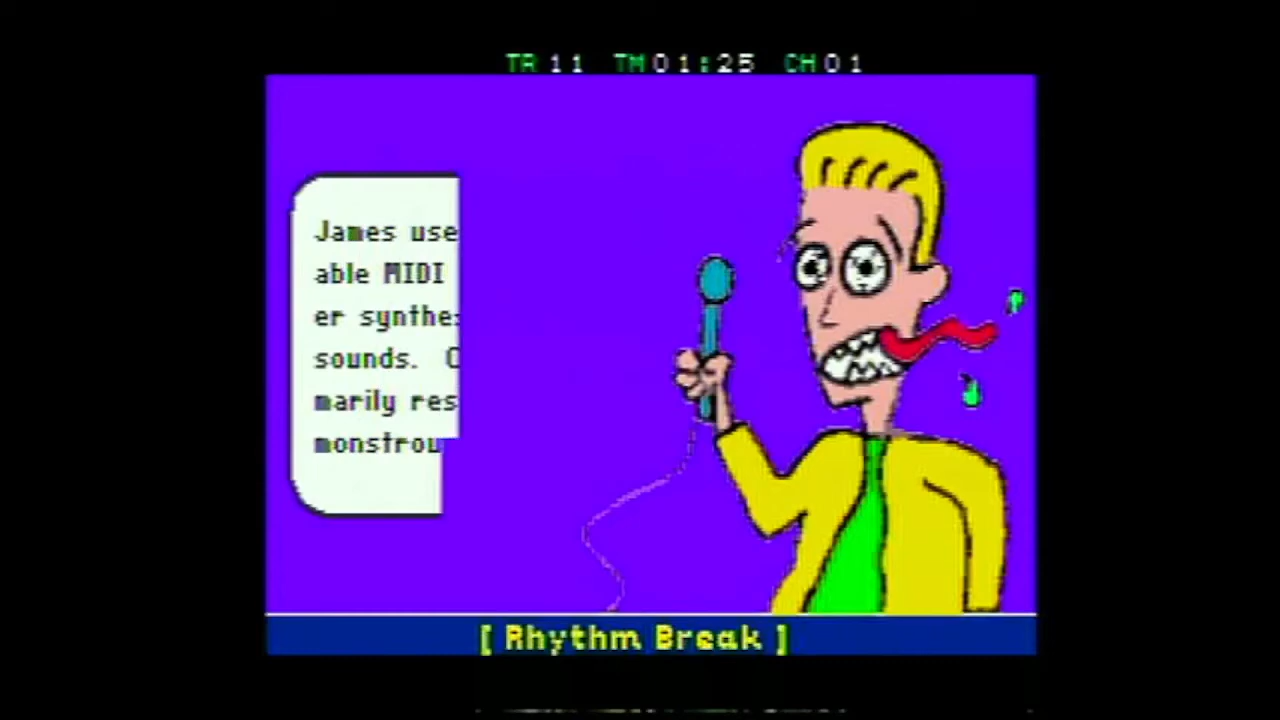 TR 11 TM 01:25 CH 01
James use
able MIDI
er synthe
sounds.
marily res
monstrou
[ Rhythm Break ]